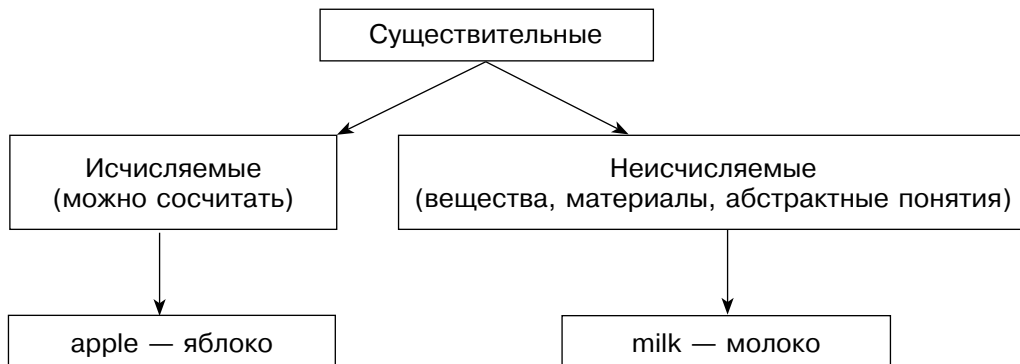 Существительные
Исчисляемые
(можно сосчитать)
Неисчисляемые
(вещества, материалы, абстрактные понятия)
apple — яблоко
milk — молоко